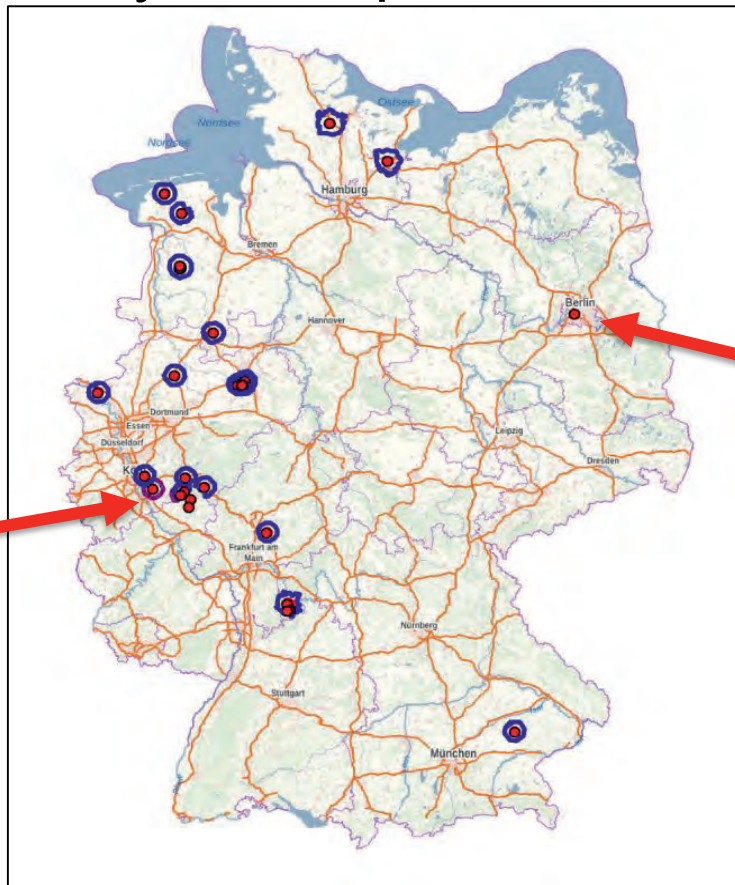 Ostsee
Nordsee
Nordsee
Hamburg
Bremen
Berlin
Hannover
Dortmund
Essen
Düsseldorf
Leipzig
Dresden
Frankfurt am
Main
Nürnberg
Stuttgart
München